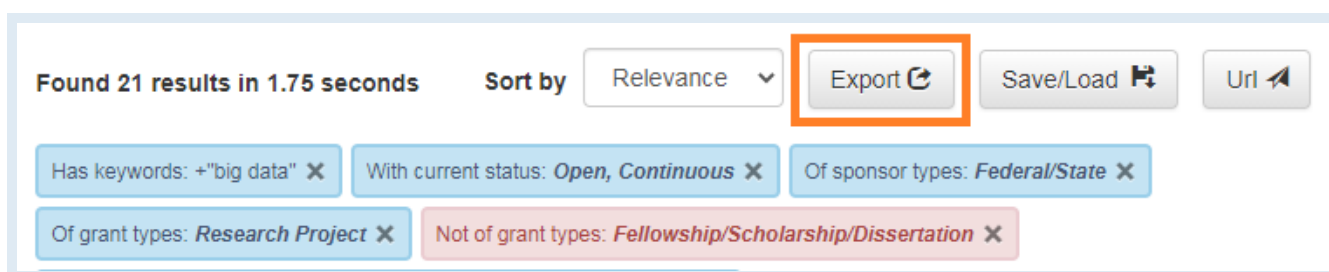 Found 21 results in 1.75 seconds Sort by Relevance Export Save/Load Url
Has keywords: +"big data" With current status: Open, Continuous Of sponsor types: Federal/State
Of grant types: Research Project Not of grant types: Fellowship/Scholarship/Dissertation